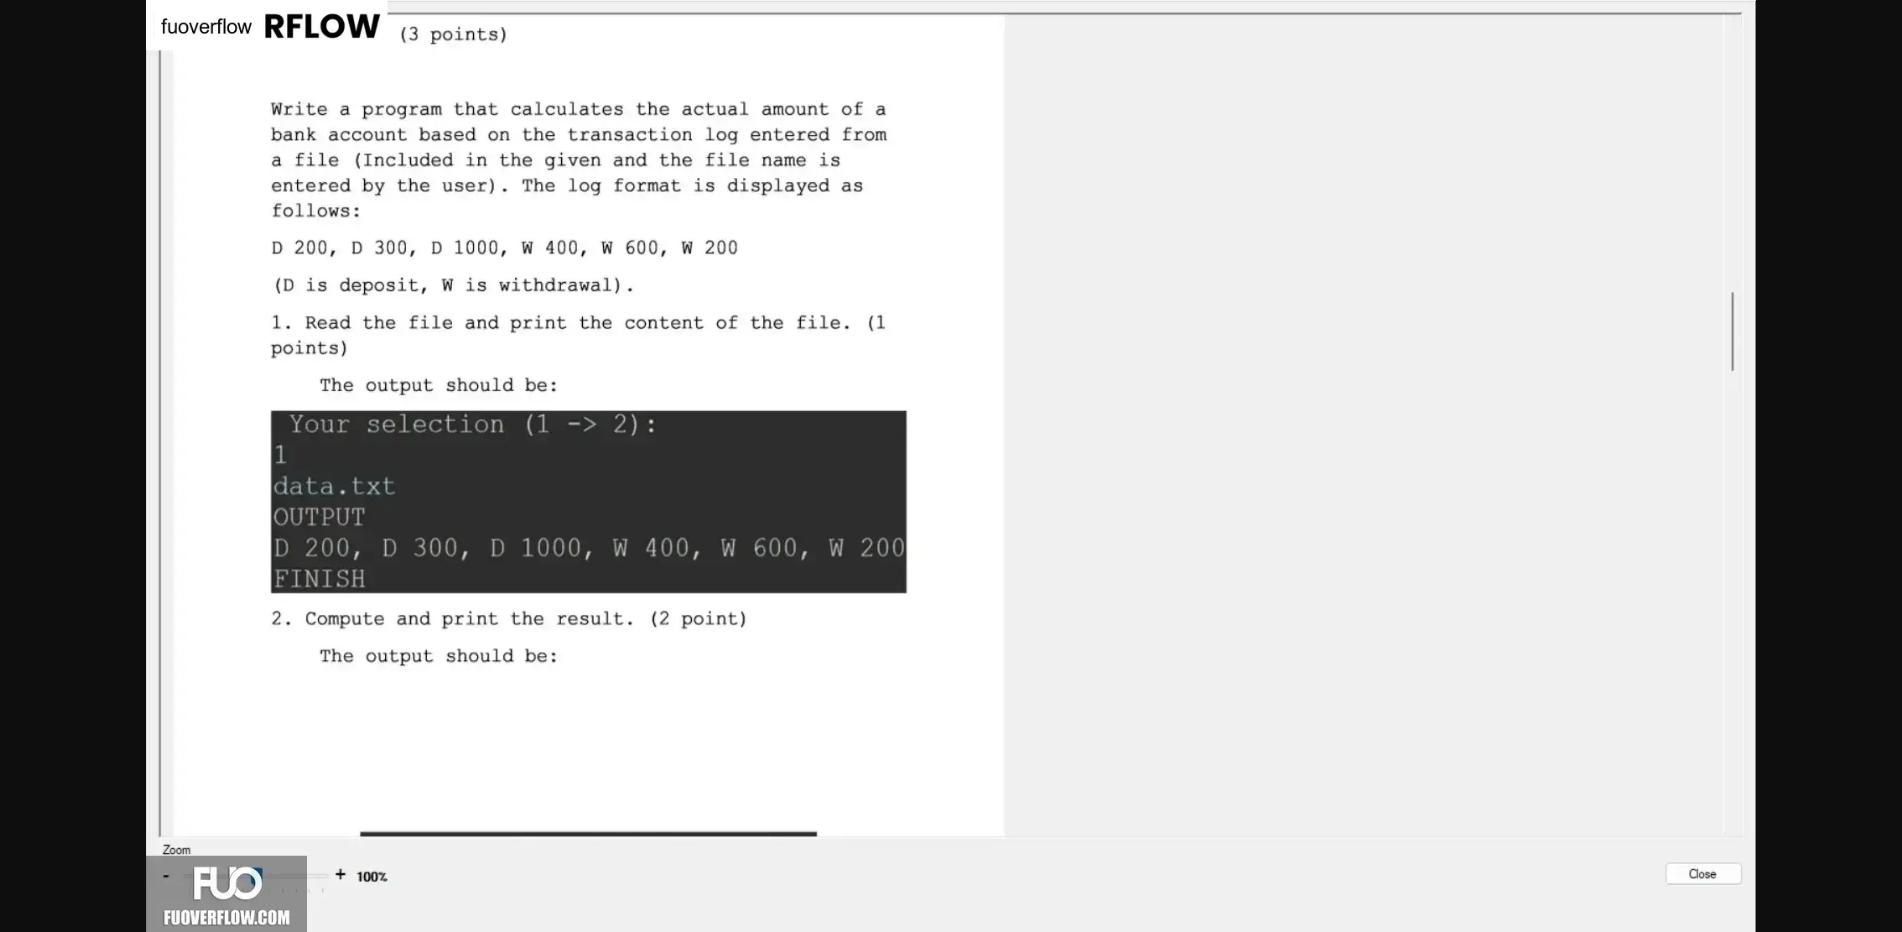 fuoverflow RFLOW (3 points)
Write a program that calculates the actual amount of a
bank account based on the transaction log entered from
a file (Included in the given and the file name is
entered by the user). The log format is displayed as
follows:
D 200, D 300, D 1000, W 400, W 600, W 200
(D is deposit, W is withdrawal).
1. Read the file and print the content of the file. (1
points)
The output should be:
Your selection (1 -> 2):
1
data.txt
OUTPUT
D 200, D 300, D 1000, W 400, W 600, W 200
FINISH
2. Compute and print the result. (2 point)
The output should be:
Zoom
- + 100%
Close
FUO
FUOVERFLOW.COM